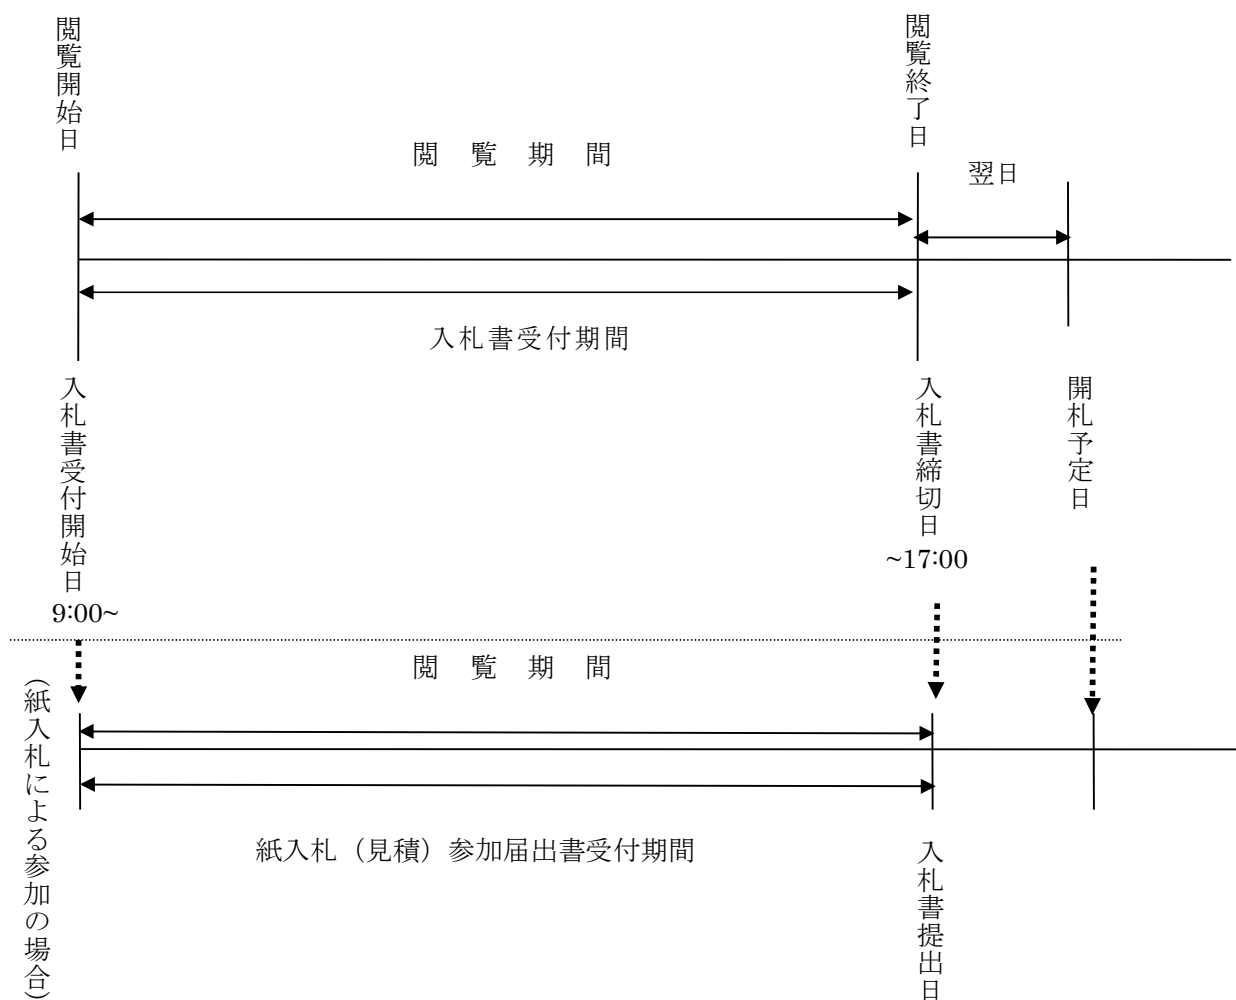 閲覧開始日
閲覧終了日
閲覧期間
翌日
入札書受付期間
入札書受付開始日
9:00~
入札書締切日
~17:00
開札予定日
閲覧期間
（紙入札による参加の場合）
紙入札（見積）参加届出書受付期間
入札書提出日